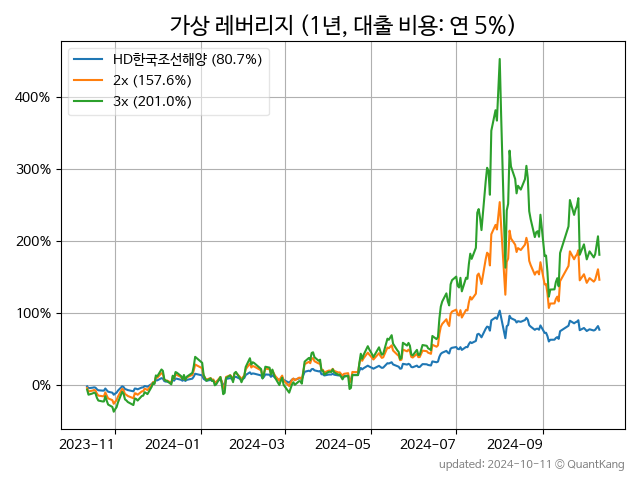 가상 레버리지 (1년, 대출 비용: 연 5%)
HD한국조선해양 (80.7%)
2x (157.6%)
3x (201.0%)
400%
300%
200%
100%
0%
2023-11 2024-01 2024-03 2024-05 2024-07 2024-09
updated: 2024-10-11 © QuantKang